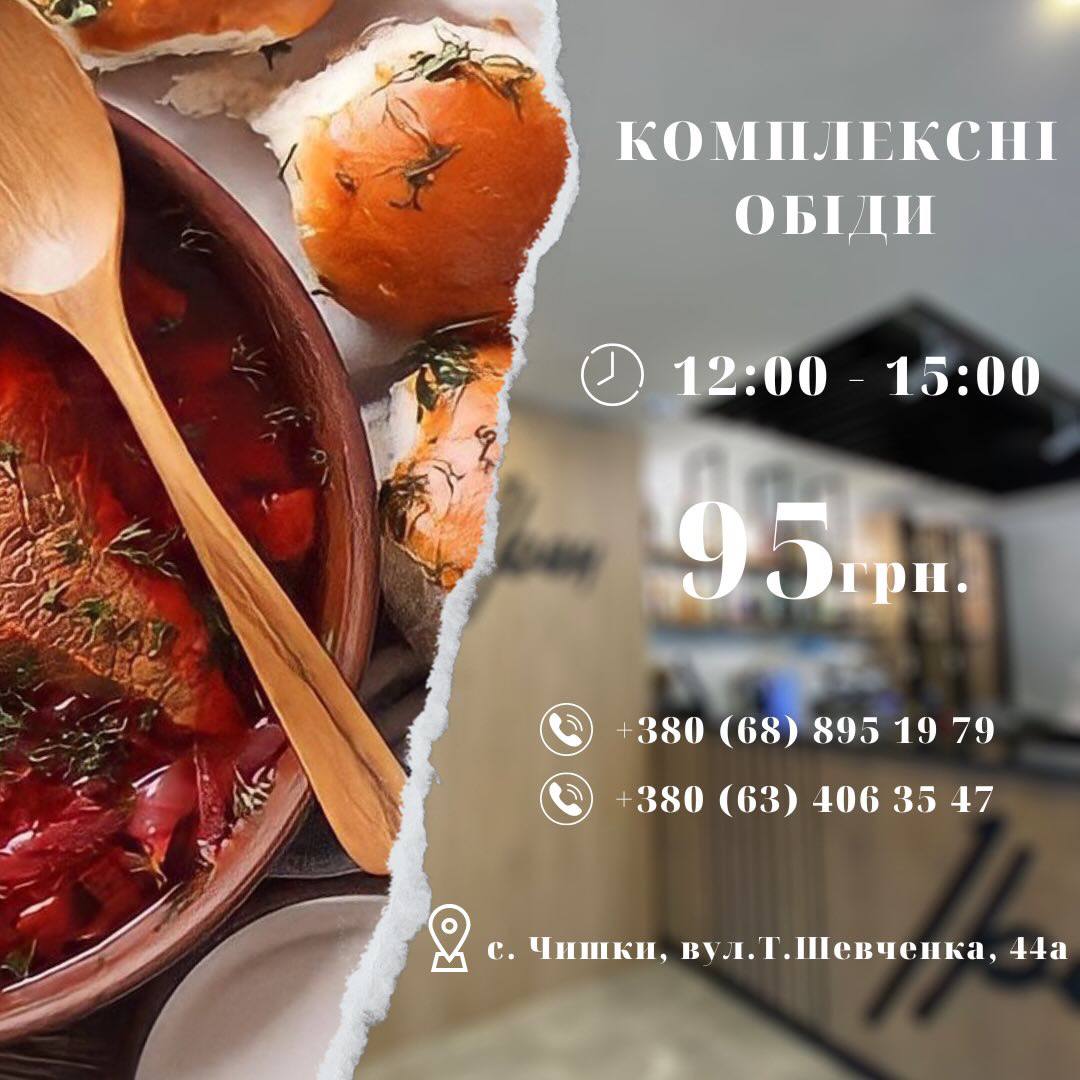 КОМПЛЕКСНІ
ОБІДИ
12:00 - 15:00
95грн.
+380 (68) 895 19 79
+380 (63) 406 35 47
с. Чишки, вул.Т.Шевченка, 44а